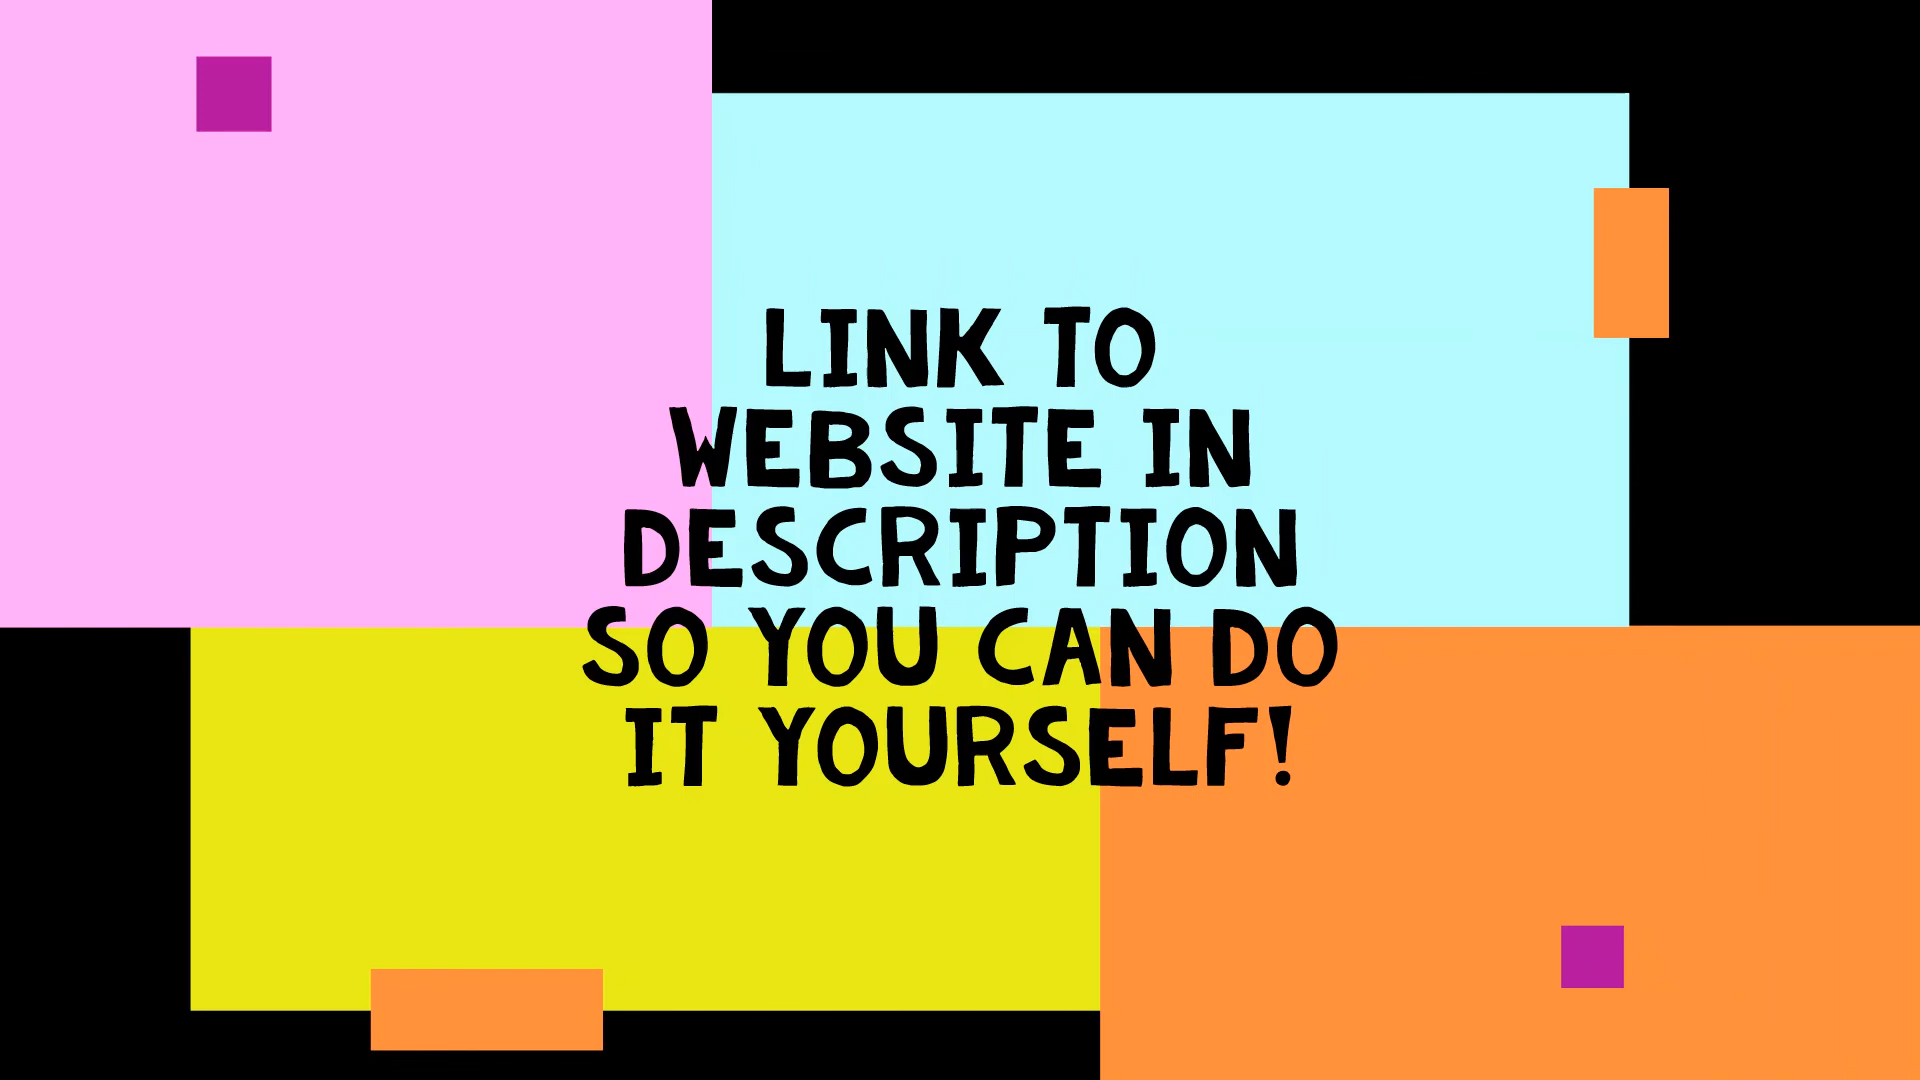 LINK TO
WEBSITE IN
DESCRIPTION
SO YOU CAN DO
IT YOURSELF!